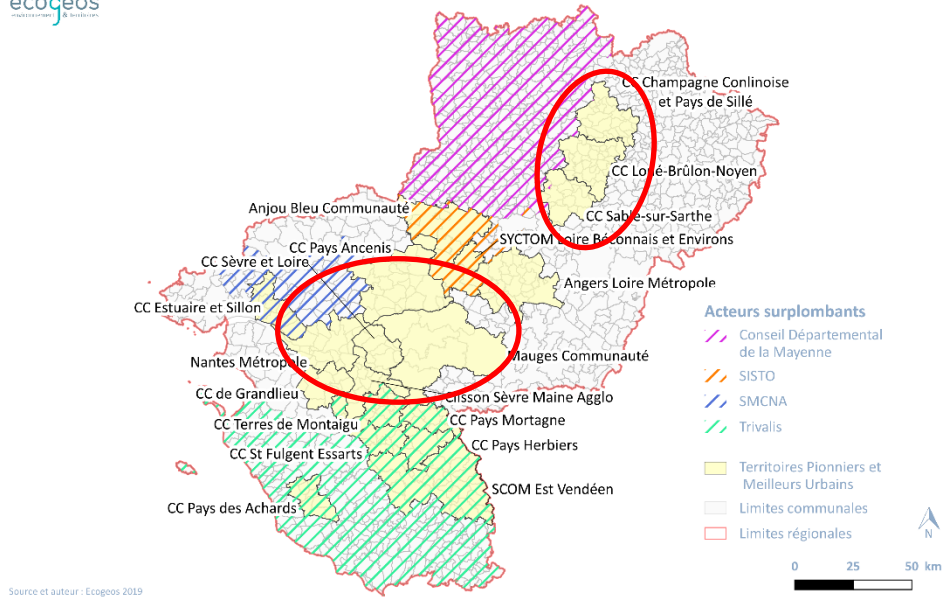 ecogeos
environnement & territoires
CC Champagne Conlinoise
et Pays de Sillé
CC Loué-Brûlon-Noyen
CC Sablé-sur-Sarthe
Anjou Bleu Communauté
SYCTOM Loire Béconnais et Environs
CC Pays Ancenis
CC Sèvre et Loire
Angers Loire Métropole
CC Estuaire et Sillon
Mauges Communauté
Nantes Métropole
CC de Grandlieu
Clisson Sèvre Maine Agglo
CC Terres de Montaigu
CC Pays Mortagne
CC Pays Herbiers
CC St Fulgent Essarts
SCOM Est Vendéen
CC Pays des Achards
Acteurs surplombants
Conseil Départemental
de la Mayenne
SISTO
SMCNA
Trivalis
Territoires Pionniers et
Meilleurs Urbains
Limites communales
Limites régionales
N
0 25 50 km
Source et auteur : Ecogeos 2019